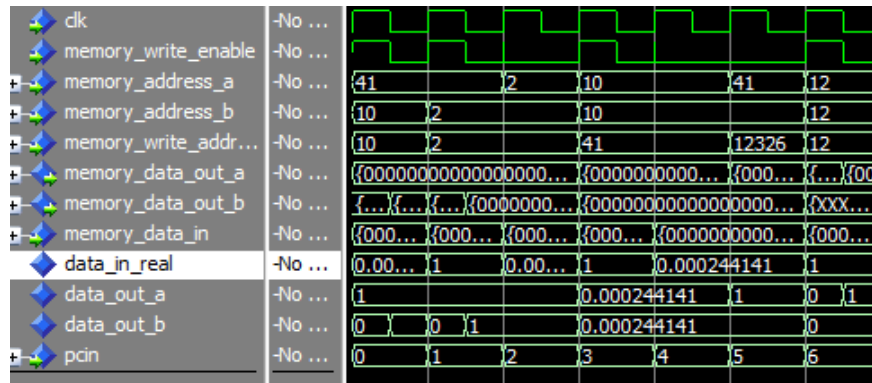 clk -No ...
memory_write_enable -No ...
memory_address_a -No ... 41 2 10 41 12
memory_address_b -No ... 10 2 10 12
memory_write_addr... -No ... 10 2 41 12326 12
memory_data_out_a -No ... {0000000000000000... {0000000000... {000... {... {00
memory_data_out_b -No ... {... {... {... {0000000... {0000000000000000... {XXX...
memory_data_in -No ... {000... {000... {000... {000... {0000000000... {000...
data_in_real -No ... 0.00... 1 0.00... 1 0.000244141 1
data_out_a -No ... 1 0.000244141 1 0 1
data_out_b -No ... 0 0 1 0.000244141 0
pcin -No ... 0 1 2 3 4 5 6